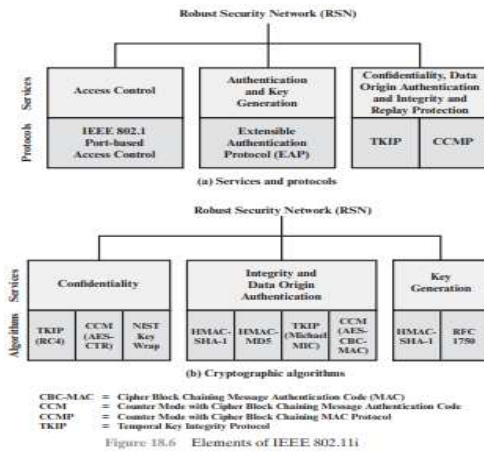 Robust Security Network (RSN)
Services
Access Control
Authentication
and Key
Generation
Confidentiality, Data
Origin Authentication
and Integrity and
Replay Protection
Protocols
IEEE 802.1
Port-based
Access Control
Extensible
Authentication
Protocol (EAP)
TKIP
CCMP
(a) Services and protocols
Robust Security Network (RSN)
Services
Confidentiality
Integrity and
Data Origin
Authentication
Key
Generation
Algorithms
TKIP
(RC4)
CCM
(AES-
CTR)
NIST
Key
Wrap
HMAC-
SHA-1
HMAC-
MD5
TKIP
(Michael
MIC)
CCM
(AES-
CBC-
MAC)
HMAC-
SHA-1
RFC
1750
(b) Cryptographic algorithms
CBC-MAC = Cipher Block Chaining Message Authentication Code (MAC)
CCM = Counter Mode with Cipher Block Chaining Message Authentication Code
CCMP = Counter Mode with Cipher Block Chaining MAC Protocol
TKIP = Temporal Key Integrity Protocol
Figure 18.6 Elements of IEEE 802.11i